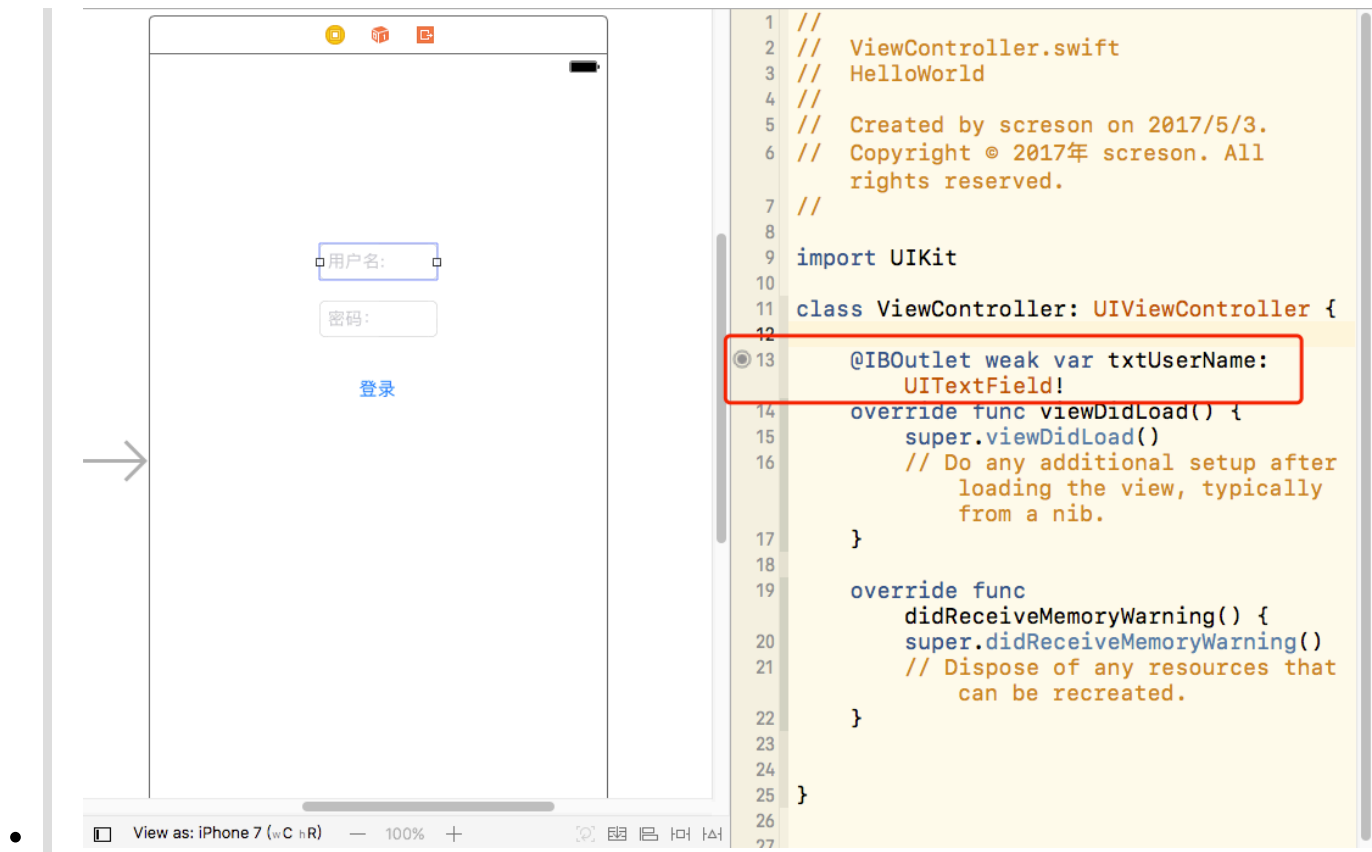 用户名:
密码:
登录
View as: iPhone 7 (wC hR)
100%
1 //
2 // ViewController.swift
3 // HelloWorld
4 //
5 // Created by screson on 2017/5/3.
6 // Copyright © 2017年 screson. All
rights reserved.
7 //
8
9 import UIKit
10
11 class ViewController: UIViewController {
12
13 @IBOutlet weak var txtUserName:
UITextField!
14 override func viewDidLoad() {
15 super.viewDidLoad()
16 // Do any additional setup after
loading the view, typically
from a nib.
17 }
18
19 override func
didReceiveMemoryWarning() {
20 super.didReceiveMemoryWarning()
21 // Dispose of any resources that
can be recreated.
22 }
23
24
25 }
26
27